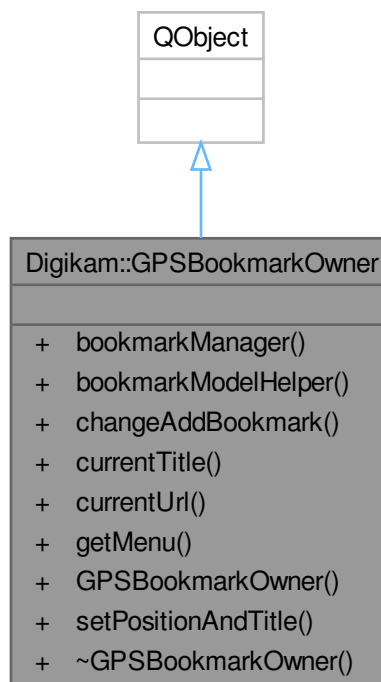 QObject
Digikam::GPSBookmarkOwner
+ bookmarkManager()
+ bookmarkModelHelper()
+ changeAddBookmark()
+ currentTitle()
+ currentUrl()
+ getMenu()
+ GPSBookmarkOwner()
+ setPositionAndTitle()
+ ~GPSBookmarkOwner()